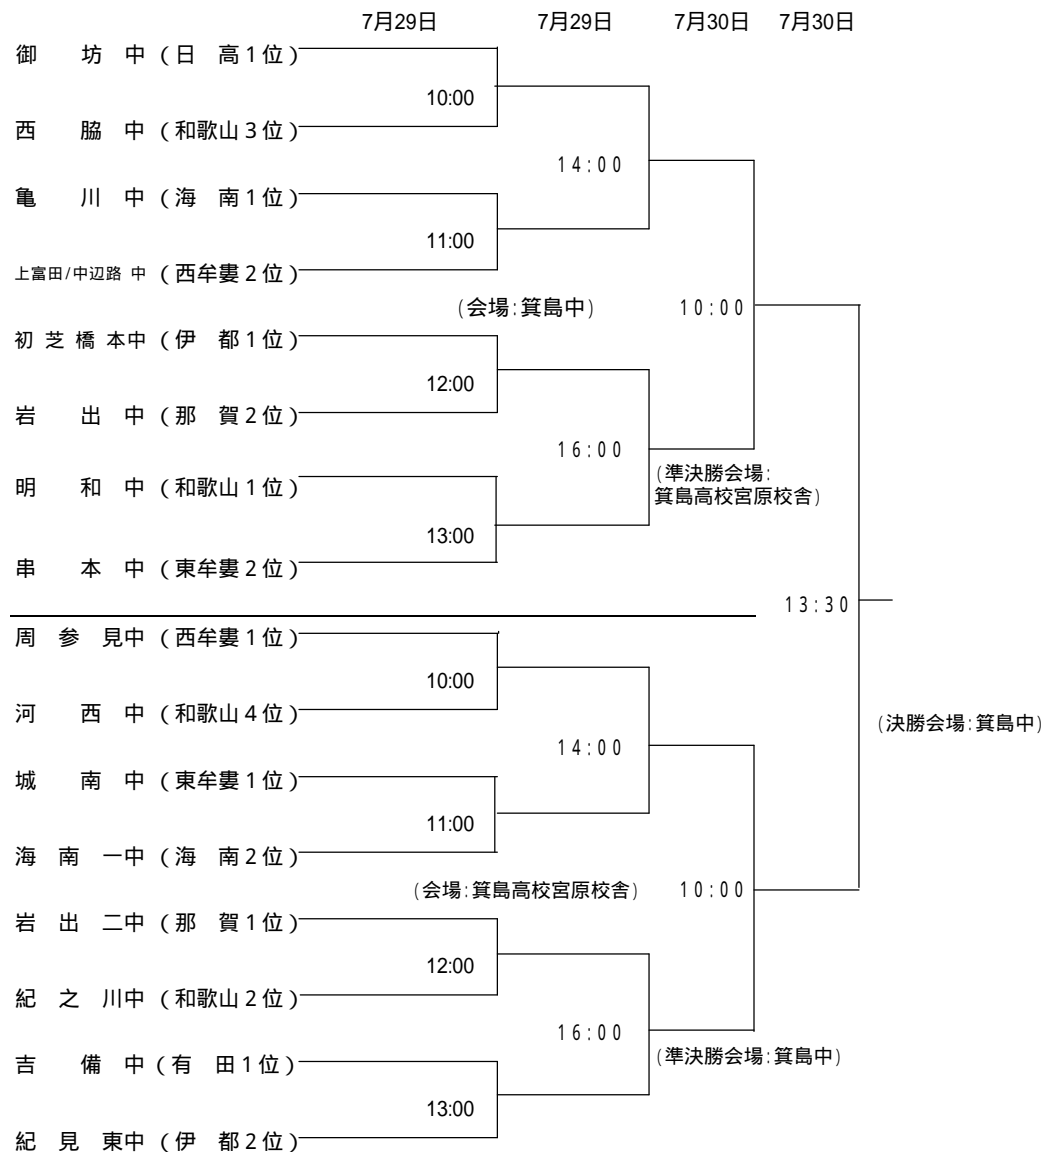 7月29日 7月29日 7月30日 7月30日
御 坊 中 (日 高1位)
10:00
西 脇 中 (和歌山3位)
14:00
亀 川 中 (海 南1位)
11:00
上富田/中辺路 中 (西牟婁2位)
(会場:箕島中) 10:00
初 芝 橋 本中 (伊 都1位)
12:00
岩 出 中 (那 賀2位)
16:00
(準決勝会場:
箕島高校宮原校舎)
明 和 中 (和歌山1位)
13:00
串 本 中 (東牟婁2位)
13:30
周 参 見中 (西牟婁1位)
10:00
河 西 中 (和歌山4位)
(決勝会場:箕島中)
14:00
城 南 中 (東牟婁1位)
11:00
海 南 一中 (海 南2位)
(会場:箕島高校宮原校舎) 10:00
岩 出 二中 (那 賀1位)
12:00
紀 之 川中 (和歌山2位)
16:00
(準決勝会場:箕島中)
吉 備 中 (有 田1位)
13:00
紀 見 東中 (伊 都2位)